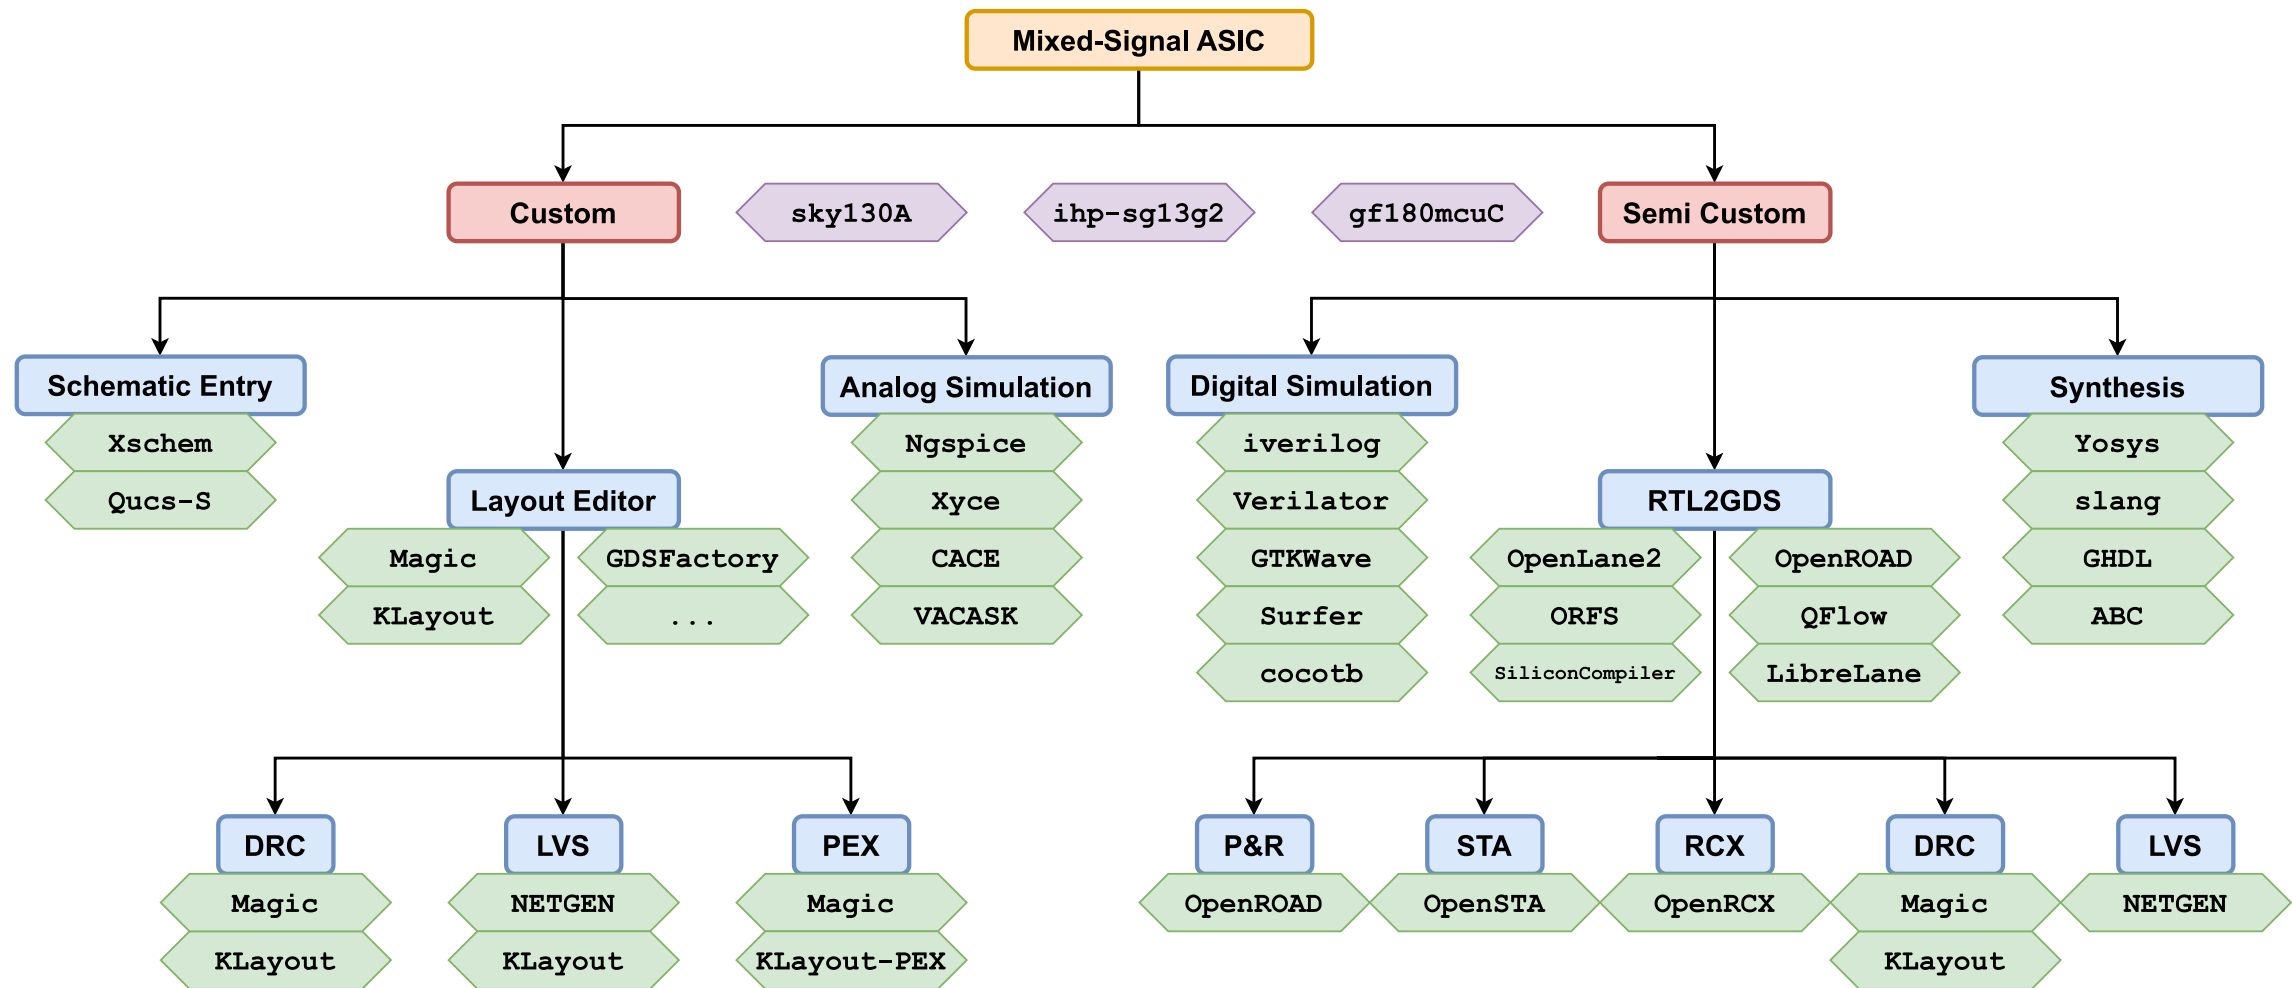 Mixed-Signal ASIC
Custom
sky130A
ihp-sg13g2
gf180mcuC
Semi Custom
Schematic Entry
Xschem
Qucs-S
Layout Editor
Magic
GDSFactory
KLayout
...
Analog Simulation
Ngspice
Xyce
CACE
VACASK
Digital Simulation
iverilog
Verilator
GTKWave
Surfer
cocotb
RTL2GDS
OpenLane2
OpenROAD
ORFS
QFlow
SiliconCompiler
LibreLane
Synthesis
Yosys
slang
GHDL
ABC
DRC
Magic
KLayout
LVS
NETGEN
KLayout
PEX
Magic
KLayout-PEX
P&R
OpenROAD
STA
OpenSTA
RCX
OpenRCX
DRC
Magic
KLayout
LVS
NETGEN